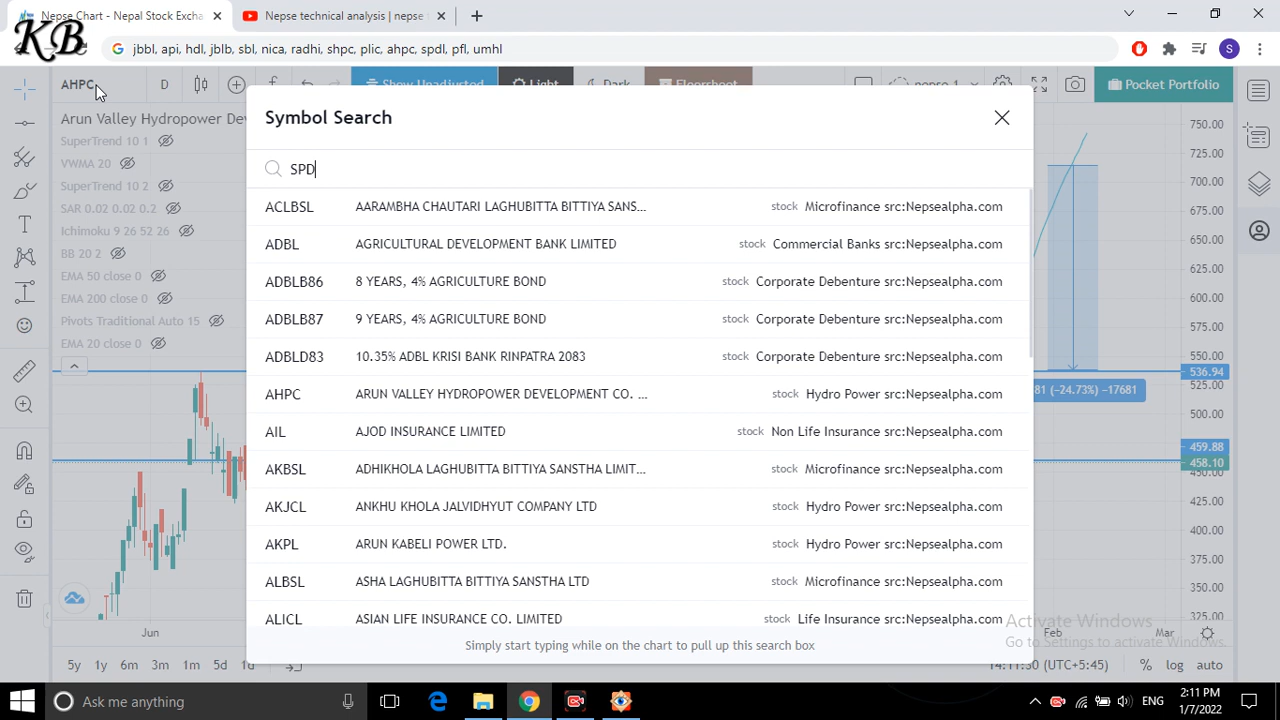 Nepse Chart - Nepal Stock Excha
Nepse technical analysis | nepse
KB
jbbl, api, hdl, jblb, sbl, nica, radhi, shpc, plic, ahpc, spdl, pfl, umhl
S
AHPC
D
Show Unadjusted
Light
Dark
Floorsheet
nepse 1
Pocket Portfolio
Arun Valley Hydropower Dev
SuperTrend 10 1
VWMA 20
SuperTrend 10 2
SAR 0.02 0.02 0.2
Ichimoku 9 26 52 26
BB 20 2
EMA 50 close 0
EMA 200 close 0
Pivots Traditional Auto 15
EMA 20 close 0
Symbol Search
SPD
ACLBSL AARAMBHA CHAUTARI LAGHUBITTA BITTIYA SANS... stock Microfinance src:Nepsealpha.com
ADBL AGRICULTURAL DEVELOPMENT BANK LIMITED stock Commercial Banks src:Nepsealpha.com
ADBLB86 8 YEARS, 4% AGRICULTURE BOND stock Corporate Debenture src:Nepsealpha.com
ADBLB87 9 YEARS, 4% AGRICULTURE BOND stock Corporate Debenture src:Nepsealpha.com
ADBLD83 10.35% ADBL KRISI BANK RINPATRA 2083 stock Corporate Debenture src:Nepsealpha.com
AHPC ARUN VALLEY HYDROPOWER DEVELOPMENT CO. ... stock Hydro Power src:Nepsealpha.com
AIL AJOD INSURANCE LIMITED stock Non Life Insurance src:Nepsealpha.com
AKBSL ADHIKHOLA LAGHUBITTA BITTIYA SANSTHA LIMIT... stock Microfinance src:Nepsealpha.com
AKJCL ANKHU KHOLA JALVIDHYUT COMPANY LTD stock Hydro Power src:Nepsealpha.com
AKPL ARUN KABELI POWER LTD. stock Hydro Power src:Nepsealpha.com
ALBSL ASHA LAGHUBITTA BITTIYA SANSTHA LTD stock Microfinance src:Nepsealpha.com
ALICL ASIAN LIFE INSURANCE CO. LIMITED stock Life Insurance src:Nepsealpha.com
Simply start typing while on the chart to pull up this search box
750.00
725.00
700.00
675.00
650.00
625.00
600.00
575.00
550.00
536.94
525.00
500.00
459.88
458.10
450.00
425.00
400.00
375.00
350.00
325.00
81 (-24.73%) -17681
Jun
Feb
Mar
Activate Windows
Go to Settings to activate Windows.
5y 1y 6m 3m 1m 5d 1d
(UTC+5:45) % log auto
Ask me anything
ENG
2:11 PM
1/7/2022